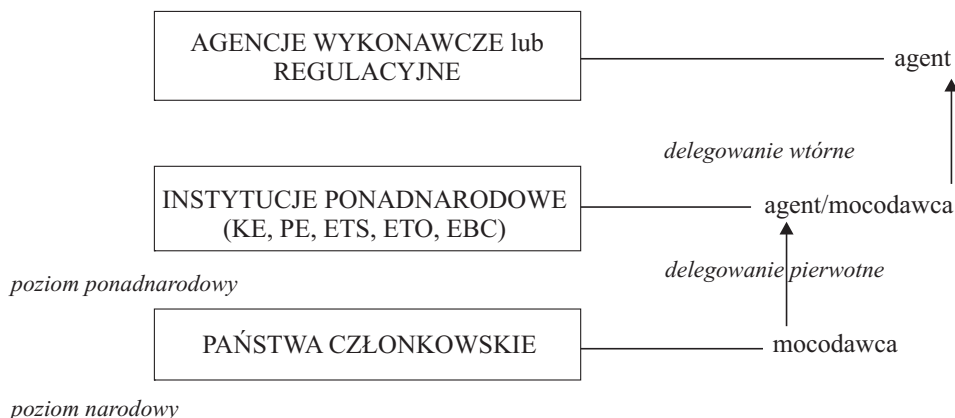 AGENCJE WYKONAWCZE lub
REGULACYJNE
agent
delegowanie wtórne
INSTYTUCJE PONADNARODOWE
(KE, PE, ETS, ETO, EBC)
agent/mocodawca
delegowanie pierwotne
poziom ponadnarodowy
PAŃSTWA CZŁONKOWSKIE
mocodawca
poziom narodowy